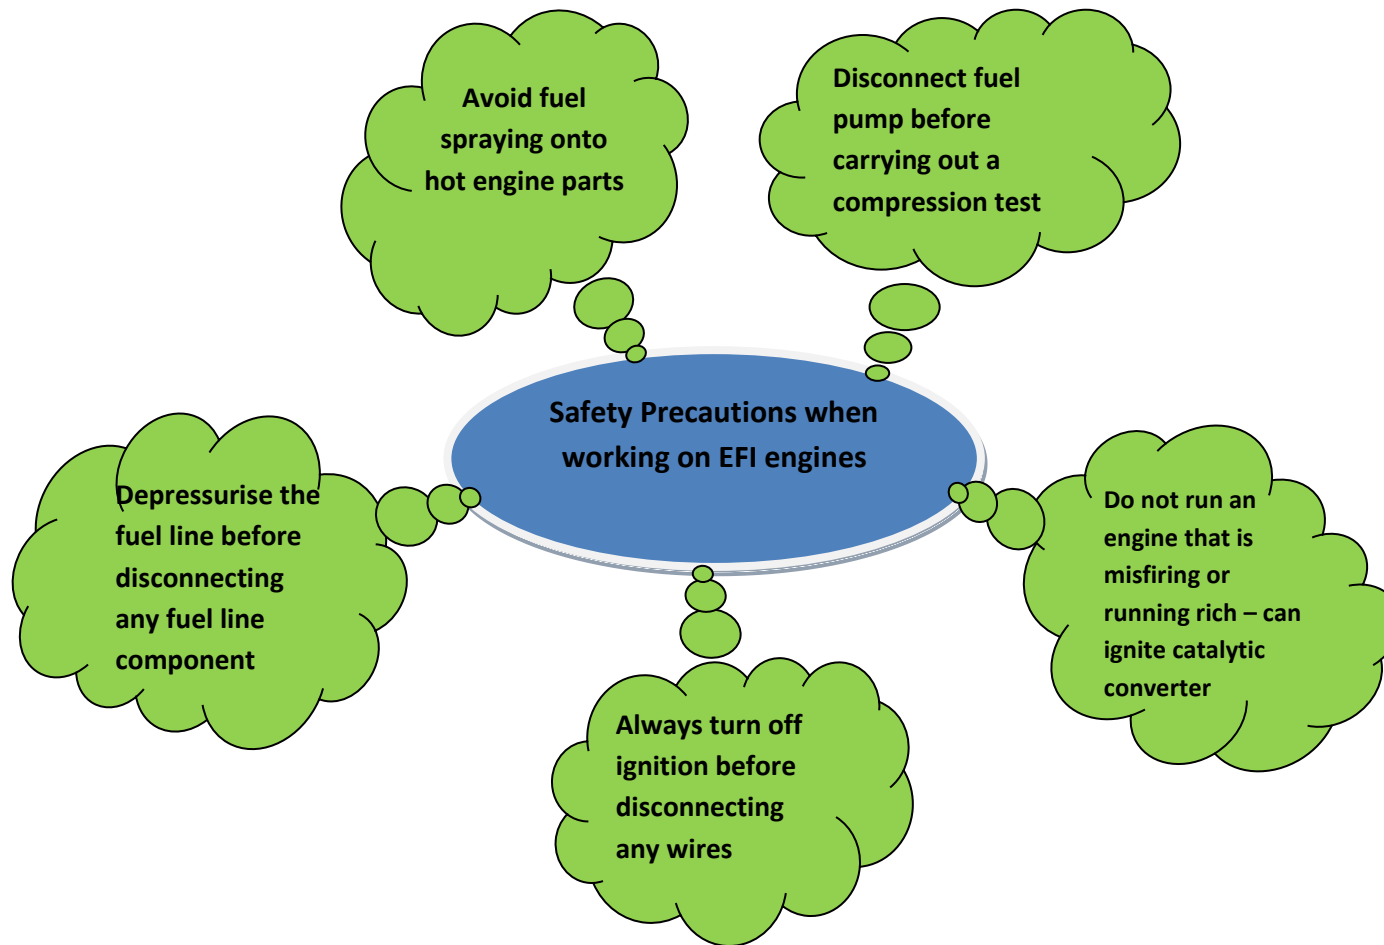 Avoid fuel
spraying onto
hot engine parts
Disconnect fuel
pump before
carrying out a
compression test
Safety Precautions when
working on EFI engines
Depressurise the
fuel line before
disconnecting
any fuel line
component
Do not run an
engine that is
misfiring or
running rich – can
ignite catalytic
converter
Always turn off
ignition before
disconnecting
any wires